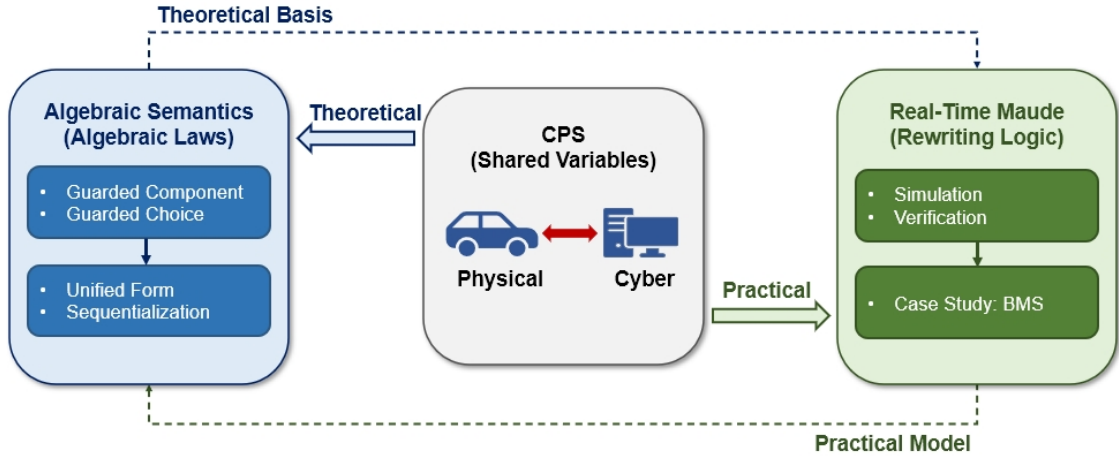 Theoretical Basis
Algebraic Semantics
(Algebraic Laws)
• Guarded Component
• Guarded Choice
• Unified Form
• Sequentialization
Theoretical
CPS
(Shared Variables)
Physical
Cyber
Practical
Real-Time Maude
(Rewriting Logic)
• Simulation
• Verification
• Case Study: BMS
Practical Model